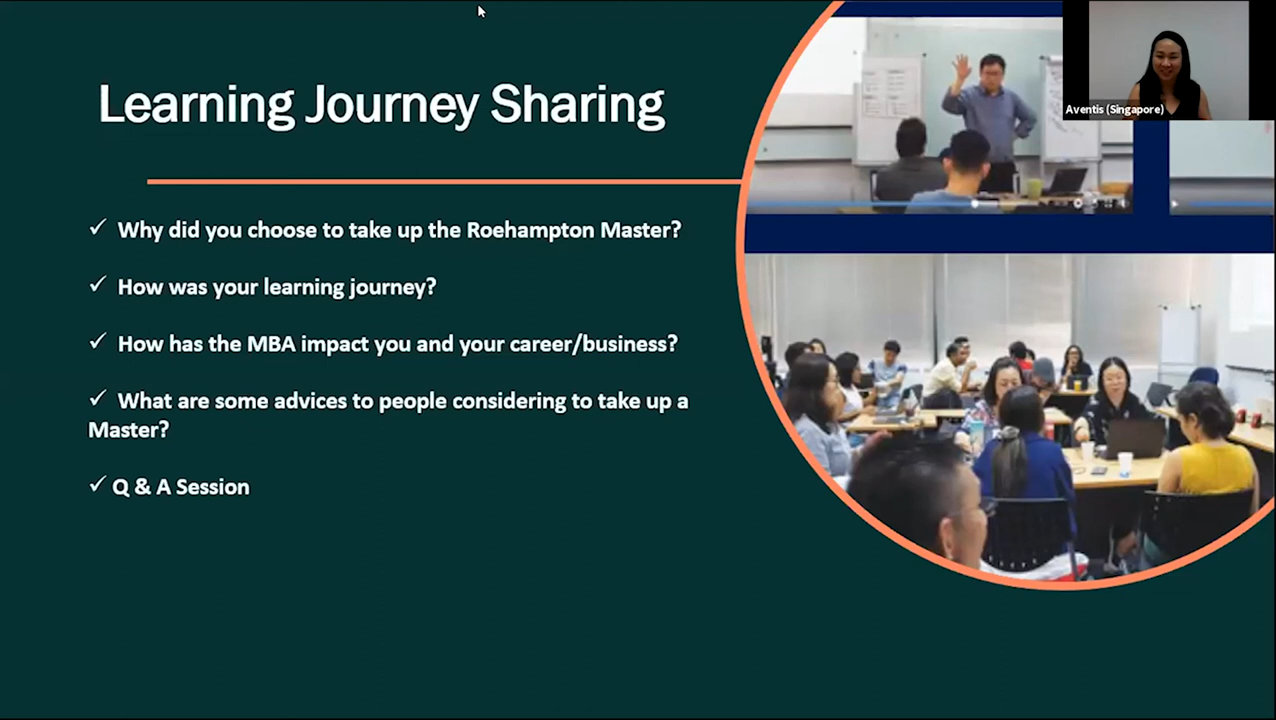 Learning Journey Sharing
Aventis (Singapore)
✓ Why did you choose to take up the Roehampton Master?
✓ How was your learning journey?
✓ How has the MBA impact you and your career/business?
✓ What are some advices to people considering to take up a
Master?
✓ Q & A Session